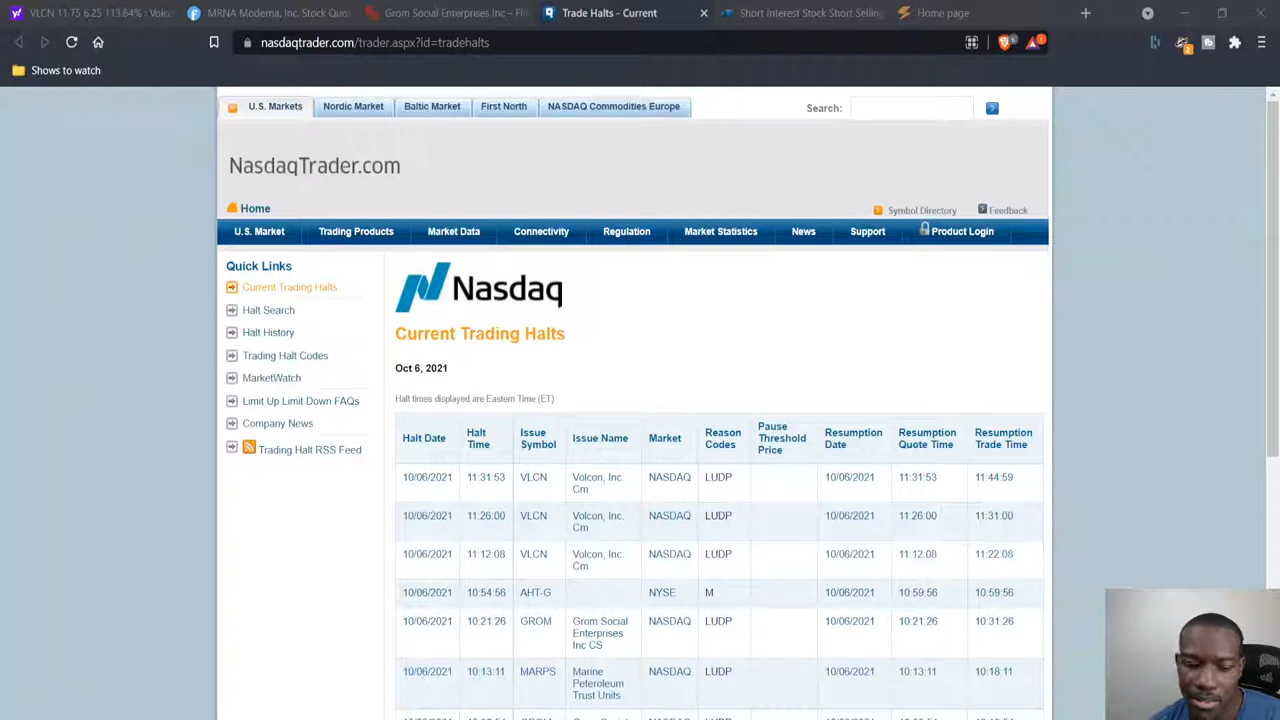 VLCN 11.75 6.25 113.64% : Volc
MRNA Moderna, Inc. Stock Quo
Grom Social Enterprises Inc – Fili
Trade Halts - Current
Short Interest Stock Short Selling
Home page
nasdaqtrader.com/trader.aspx?id=tradehalts
Shows to watch
U.S. Markets Nordic Market Baltic Market First North NASDAQ Commodities Europe Search:
NasdaqTrader.com
Home Symbol Directory Feedback
U.S. Market Trading Products Market Data Connectivity Regulation Market Statistics News Support Product Login
Quick Links
Current Trading Halts
Halt Search
Halt History
Trading Halt Codes
MarketWatch
Limit Up Limit Down FAQs
Company News
Trading Halt RSS Feed
Nasdaq
Current Trading Halts
Oct 6, 2021
Halt times displayed are Eastern Time (ET)
Halt Date Halt Time Issue Symbol Issue Name Market Reason Codes Pause Threshold Price Resumption Date Resumption Quote Time Resumption Trade Time
10/06/2021 11:31:53 VLCN Volcon, Inc. Cm NASDAQ LUDP 10/06/2021 11:31:53 11:44:59
10/06/2021 11:26:00 VLCN Volcon, Inc. Cm NASDAQ LUDP 10/06/2021 11:26:00 11:31:00
10/06/2021 11:12:08 VLCN Volcon, Inc. Cm NASDAQ LUDP 10/06/2021 11:12:08 11:22:08
10/06/2021 10:54:56 AHT-G NYSE M 10/06/2021 10:59:56 10:59:56
10/06/2021 10:21:26 GROM Grom Social Enterprises Inc CS NASDAQ LUDP 10/06/2021 10:21:26 10:31:26
10/06/2021 10:13:11 MARPS Marine Peteroleum Trust Units NASDAQ LUDP 10/06/2021 10:13:11 10:18:11